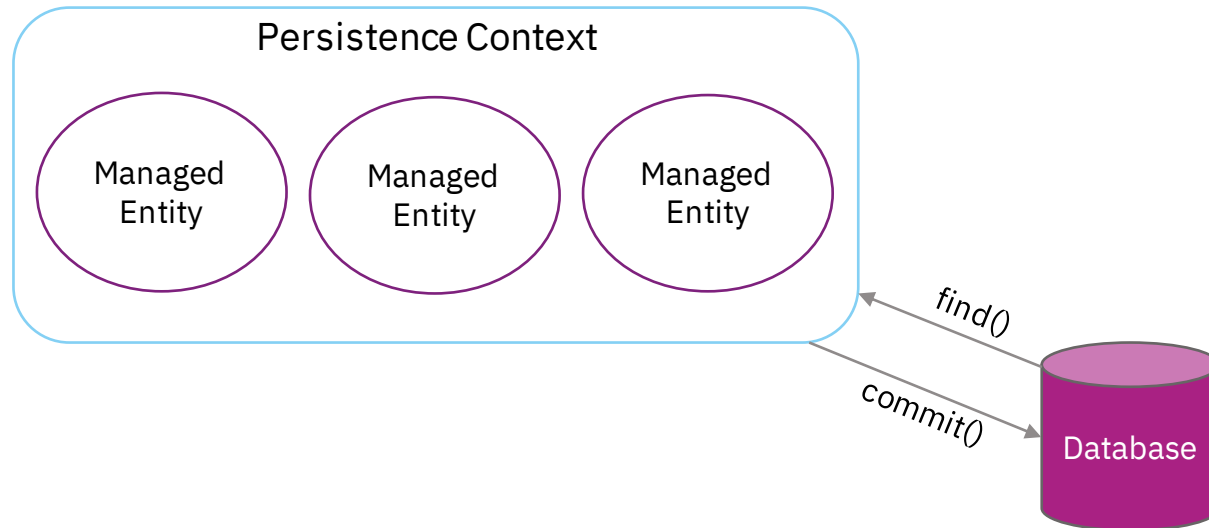 Persistence Context
Managed
Entity
Managed
Entity
Managed
Entity
find()
commit()
Database